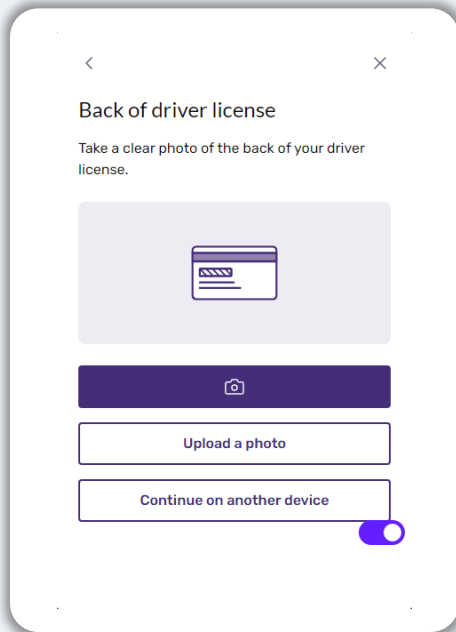 Back of driver license
Take a clear photo of the back of your driver
license.
Upload a photo
Continue on another device